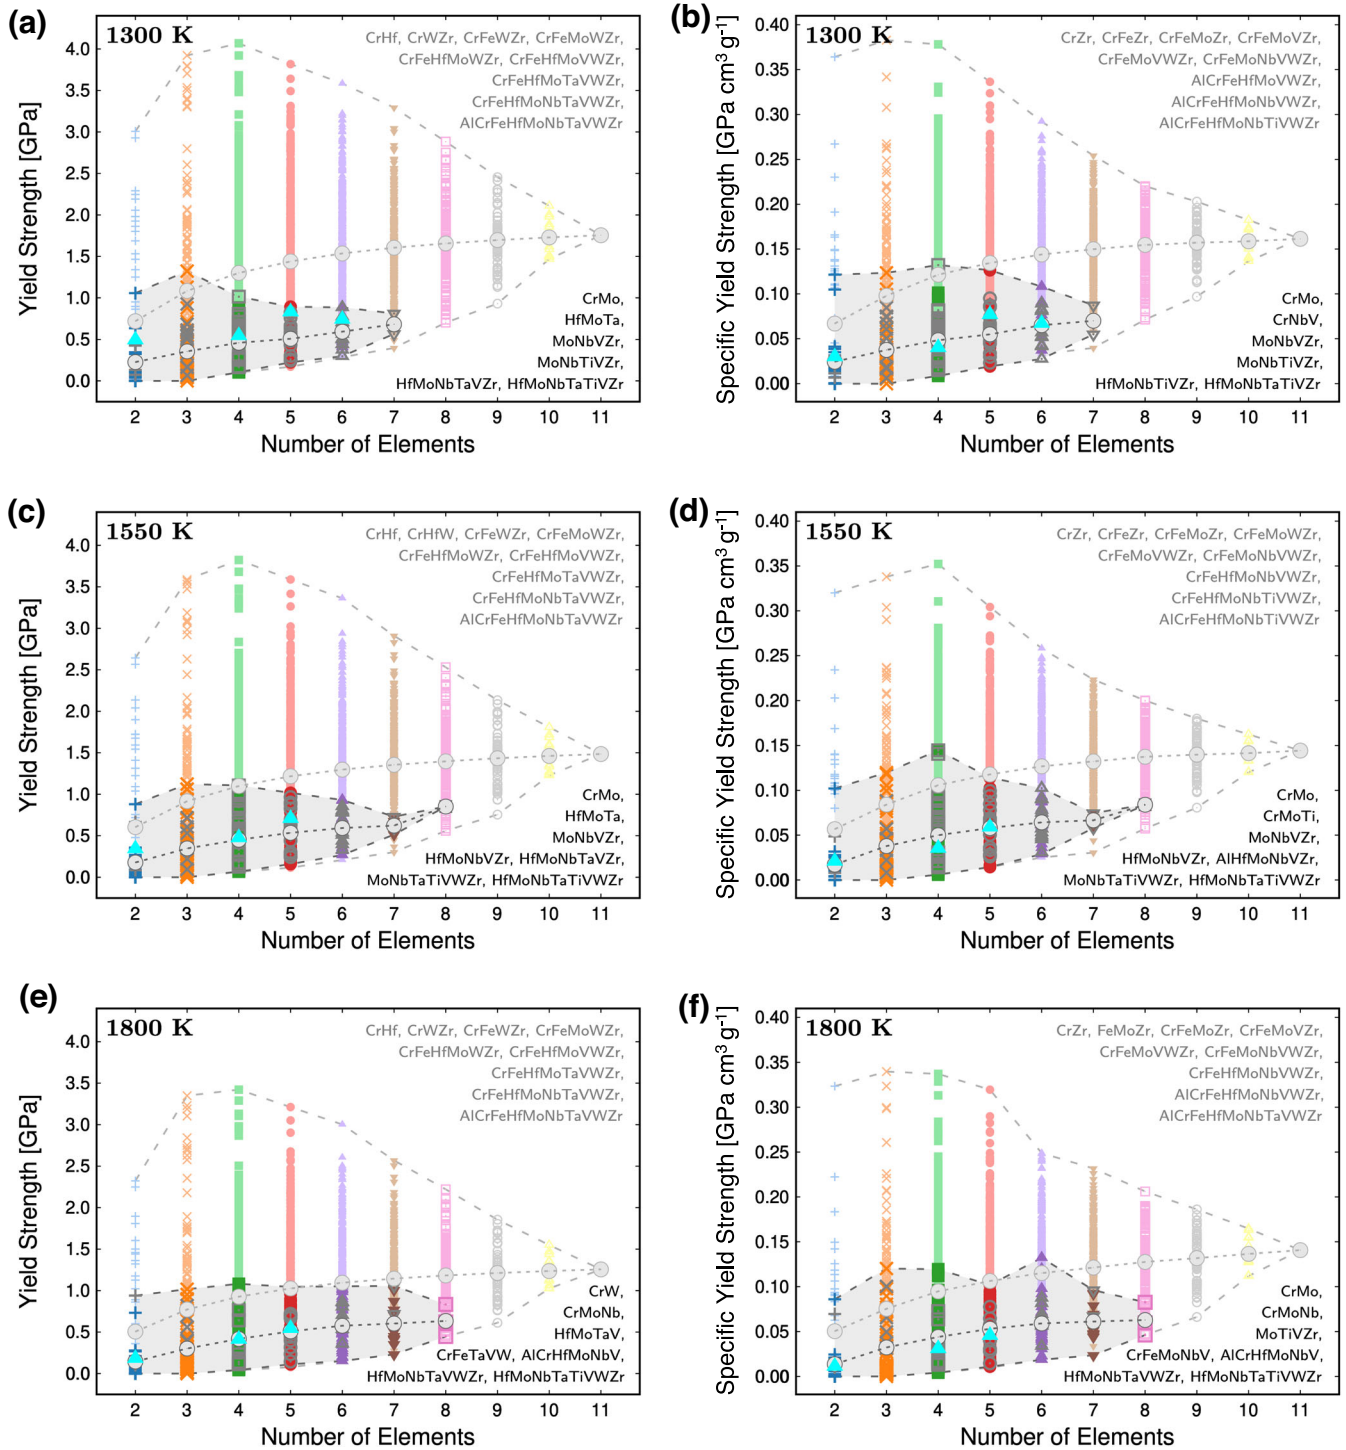 (a)
1300 K
CrHf, CrWZr, CrFeWZr, CrFeMoWZr,
CrFeHfMoWZr, CrFeHfMoVWZr,
CrFeHfMoTaVWZr,
CrFeHfMoNbTaVWZr,
AlCrFeHfMoNbTaVWZr
Yield Strength [GPa]
4.0
3.5
3.0
2.5
2.0
1.5
1.0
0.5
0.0
CrMo,
HfMoTa,
MoNbVZr,
MoNbTiVZr,
HfMoNbTaVZr, HfMoNbTaTiVZr
2 3 4 5 6 7 8 9 10 11
Number of Elements
(b)
1300 K
CrZr, CrFeZr, CrFeMoZr, CrFeMoVZr,
CrFeMoVWZr, CrFeMoNbVWZr,
AlCrFeHfMoVWZr,
AlCrFeHfMoNbVWZr,
AlCrFeHfMoNbTiVWZr
Specific Yield Strength [GPa cm³ g⁻¹]
0.40
0.35
0.30
0.25
0.20
0.15
0.10
0.05
0.00
CrMo,
CrNbV,
MoNbVZr,
MoNbTiVZr,
HfMoNbTiVZr, HfMoNbTaTiVZr
2 3 4 5 6 7 8 9 10 11
Number of Elements
(c)
1550 K
CrHf, CrHfW, CrFeWZr, CrFeMoWZr,
CrFeHfMoWZr, CrFeHfMoVWZr,
CrFeHfMoTaVWZr,
CrFeHfMoNbTaVWZr,
AlCrFeHfMoNbTaVWZr
Yield Strength [GPa]
4.0
3.5
3.0
2.5
2.0
1.5
1.0
0.5
0.0
CrMo,
HfMoTa,
MoNbVZr,
HfMoNbVZr, HfMoNbTaVZr,
MoNbTaTiVWZr, HfMoNbTaTiVWZr
2 3 4 5 6 7 8 9 10 11
Number of Elements
(d)
1550 K
CrZr, CrFeZr, CrFeMoZr, CrFeMoWZr,
CrFeMoVWZr, CrFeMoNbVWZr,
CrFeHfMoNbVWZr,
CrFeHfMoNbTiVWZr,
AlCrFeHfMoNbTiVWZr
Specific Yield Strength [GPa cm³ g⁻¹]
0.40
0.35
0.30
0.25
0.20
0.15
0.10
0.05
0.00
CrMo,
CrMoTi,
MoNbVZr,
HfMoNbVZr, AlHfMoNbVZr,
MoNbTaTiVWZr, HfMoNbTaTiVWZr
2 3 4 5 6 7 8 9 10 11
Number of Elements
(e)
1800 K
CrHf, CrWZr, CrFeWZr, CrFeMoWZr,
CrFeHfMoWZr, CrFeHfMoVWZr,
CrFeHfMoTaVWZr,
CrFeHfMoNbTaVWZr,
AlCrFeHfMoNbTaVWZr
Yield Strength [GPa]
4.0
3.5
3.0
2.5
2.0
1.5
1.0
0.5
0.0
CrW,
CrMoNb,
HfMoTaV,
CrFeTaVW, AlCrHfMoNbV,
HfMoNbTaVWZr, HfMoNbTaTiVWZr
2 3 4 5 6 7 8 9 10 11
Number of Elements
(f)
1800 K
CrZr, FeMoZr, CrFeMoZr, CrFeMoVZr,
CrFeMoVWZr, CrFeMoNbVWZr,
CrFeHfMoNbVWZr,
AlCrFeHfMoNbVWZr,
AlCrFeHfMoNbTaVWZr
Specific Yield Strength [GPa cm³ g⁻¹]
0.40
0.35
0.30
0.25
0.20
0.15
0.10
0.05
0.00
CrMo,
CrMoNb,
MoTiVZr,
CrFeMoNbV, AlCrHfMoNbV,
HfMoNbTaVWZr, HfMoNbTaTiVWZr
2 3 4 5 6 7 8 9 10 11
Number of Elements